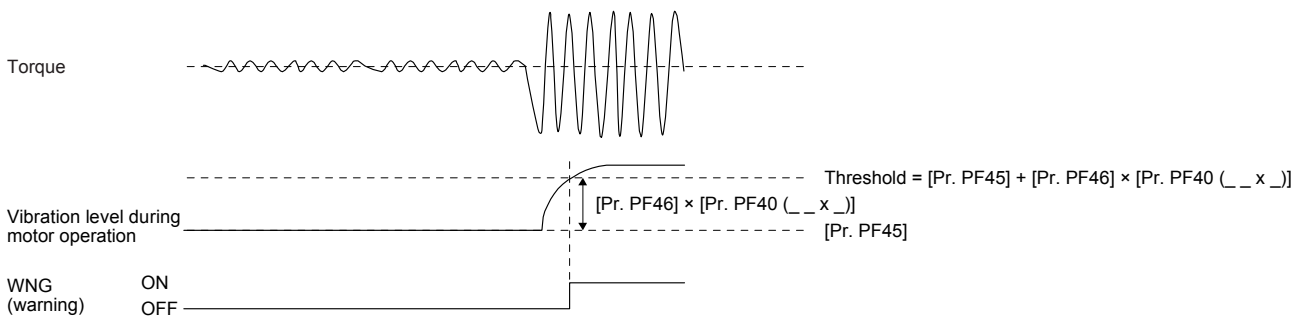 Torque
Threshold = [Pr. PF45] + [Pr. PF46] × [Pr. PF40 (_ _ x _)]
[Pr. PF46] × [Pr. PF40 (_ _ x _)]
Vibration level during
motor operation
[Pr. PF45]
WNG
(warning)
ON
OFF